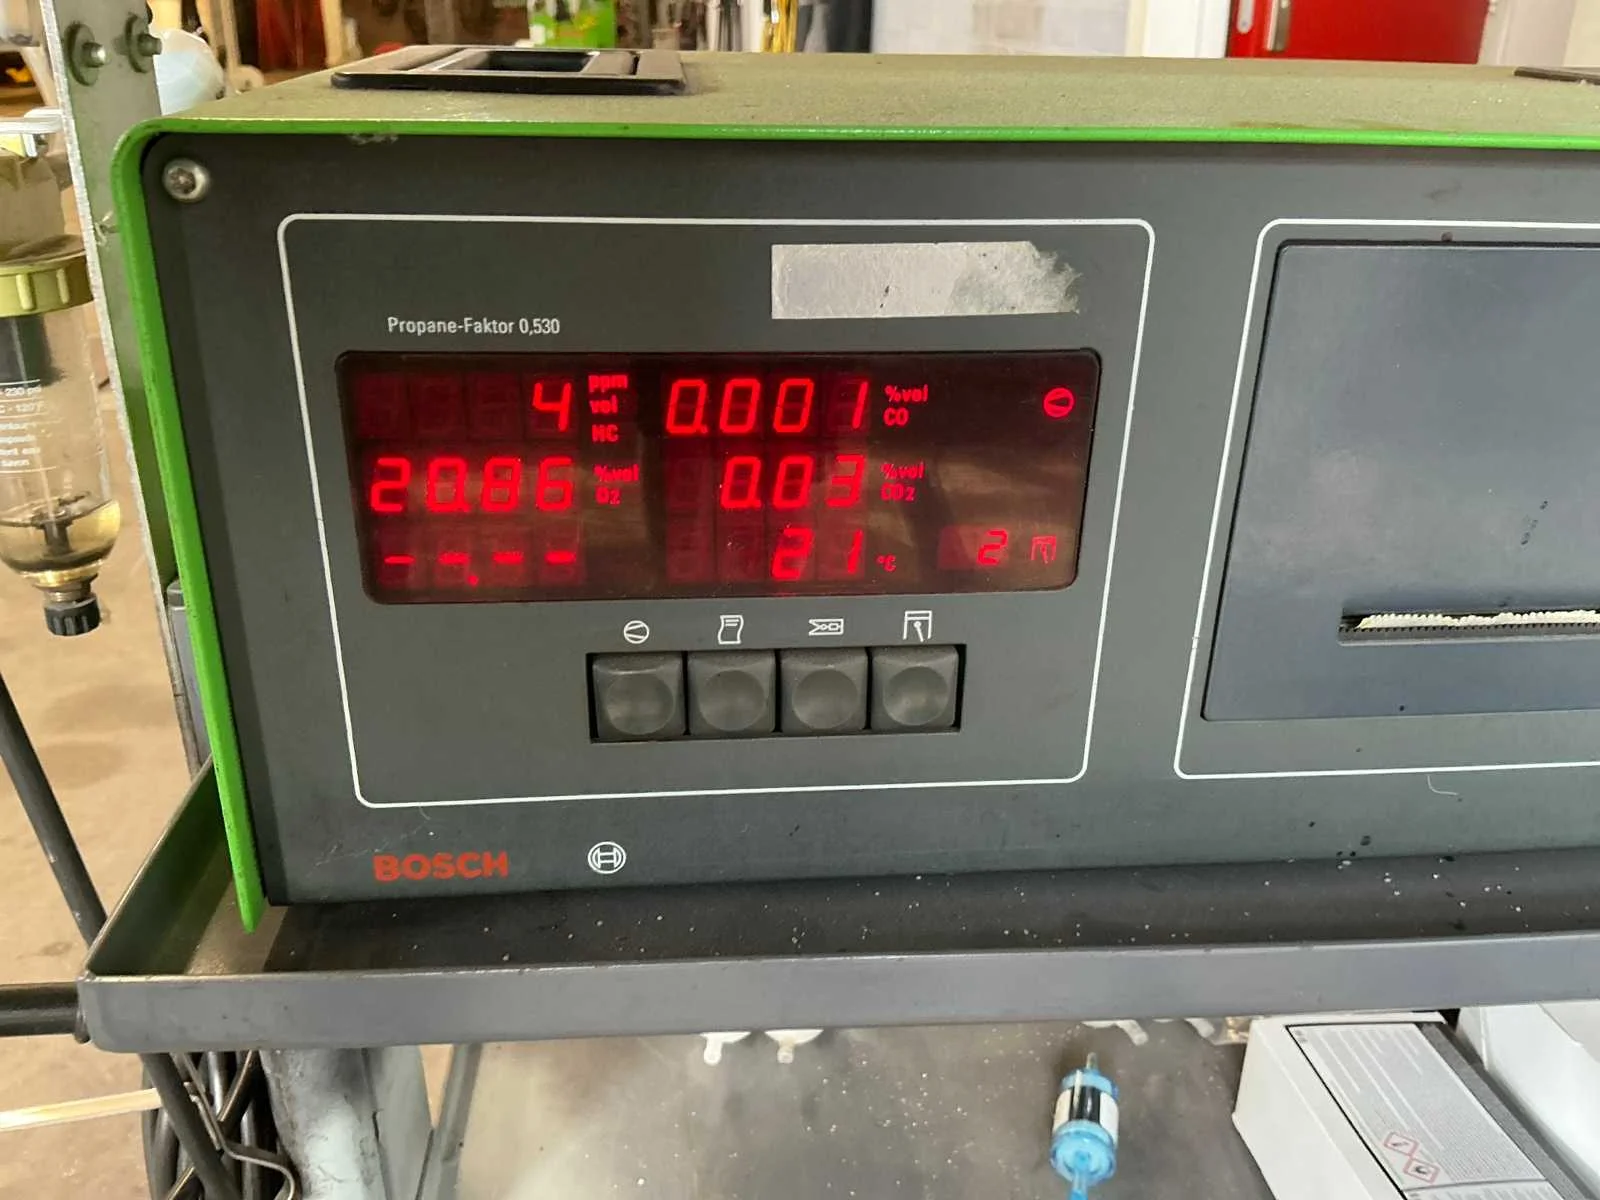 Propane-Faktor 0,530
4 ppm vol HC 0.001 %vol CO
20.86 %vol O2 0.03 %vol CO2
--.-- 21 °C 2
BOSCH